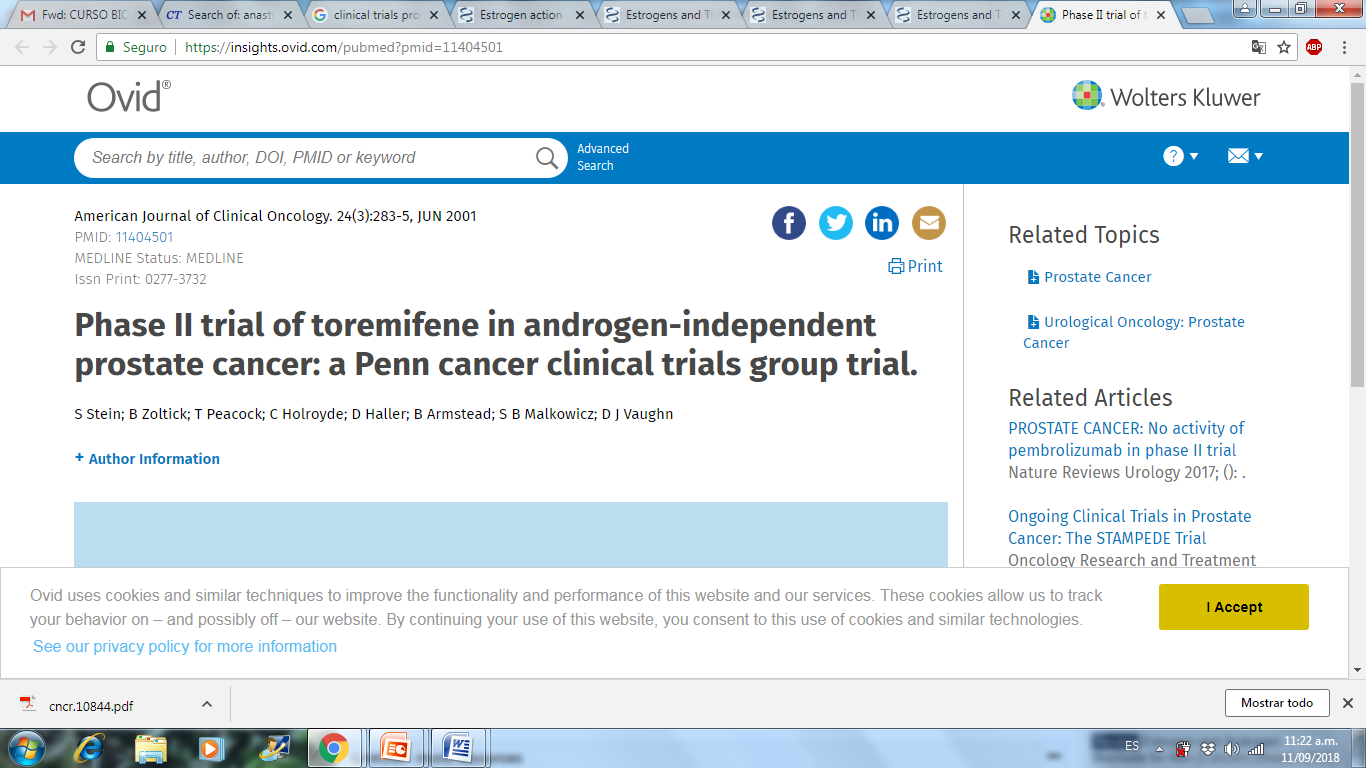 Fwd: CURSO BIO
CT Search of: anast
clinical trials pro
Estrogen action
Estrogens and T
Estrogens and T
Estrogens and T
Phase II trial of t
Seguro
https://insights.ovid.com/pubmed?pmid=11404501
ABP
Ovid®
Wolters Kluwer
Search by title, author, DOI, PMID or keyword
Advanced
Search
American Journal of Clinical Oncology. 24(3):283-5, JUN 2001
PMID: 11404501
MEDLINE Status: MEDLINE
Issn Print: 0277-3732
Print
Phase II trial of toremifene in androgen-independent
prostate cancer: a Penn cancer clinical trials group trial.
S Stein; B Zoltick; T Peacock; C Holroyde; D Haller; B Armstead; S B Malkowicz; D J Vaughn
+ Author Information
Related Topics
Prostate Cancer
Urological Oncology: Prostate
Cancer
Related Articles
PROSTATE CANCER: No activity of
pembrolizumab in phase II trial
Nature Reviews Urology 2017; (): .
Ongoing Clinical Trials in Prostate
Cancer: The STAMPEDE Trial
Oncology Research and Treatment
Ovid uses cookies and similar techniques to improve the functionality and performance of this website and our services. These cookies allow us to track
your behavior on – and possibly off – our website. By continuing your use of this website, you consent to this use of cookies and similar technologies.
See our privacy policy for more information
I Accept
cncr.10844.pdf
Mostrar todo
ES
11:22 a.m.
11/09/2018